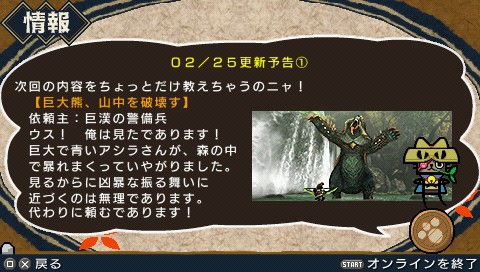 情報
02/25更新予告①
次回の内容をちょっとだけ教えちゃうのニャ!
【巨大熊、山中を破壊す】
依頼主:巨漢の警備兵
ウス! 俺は見たであります!
巨大で青いアシラさんが、森の中
で暴れまくっていやがりました。
見るからに凶暴な振る舞いに
近づくのは無理であります。
代わりに頼むであります!
□×戻る
START オンラインを終了